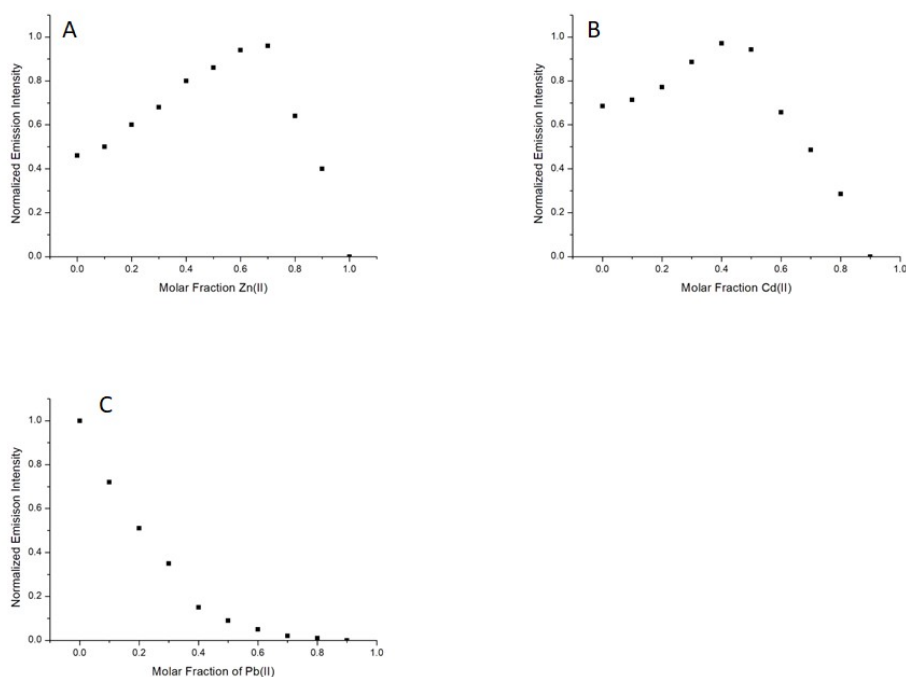 A
Normalized Emission Intensity
1.0
0.8
0.6
0.4
0.2
0.0
0.0 0.2 0.4 0.6 0.8 1.0
Molar Fraction Zn(II)
B
Normalized Emission Intensity
1.0
0.8
0.6
0.4
0.2
0.0
0.0 0.2 0.4 0.6 0.8 1.0
Molar Fraction Cd(II)
C
Normalized Emisison Intensity
1.0
0.8
0.6
0.4
0.2
0.0
0.0 0.2 0.4 0.6 0.8 1.0
Molar Fraction of Pb(II)